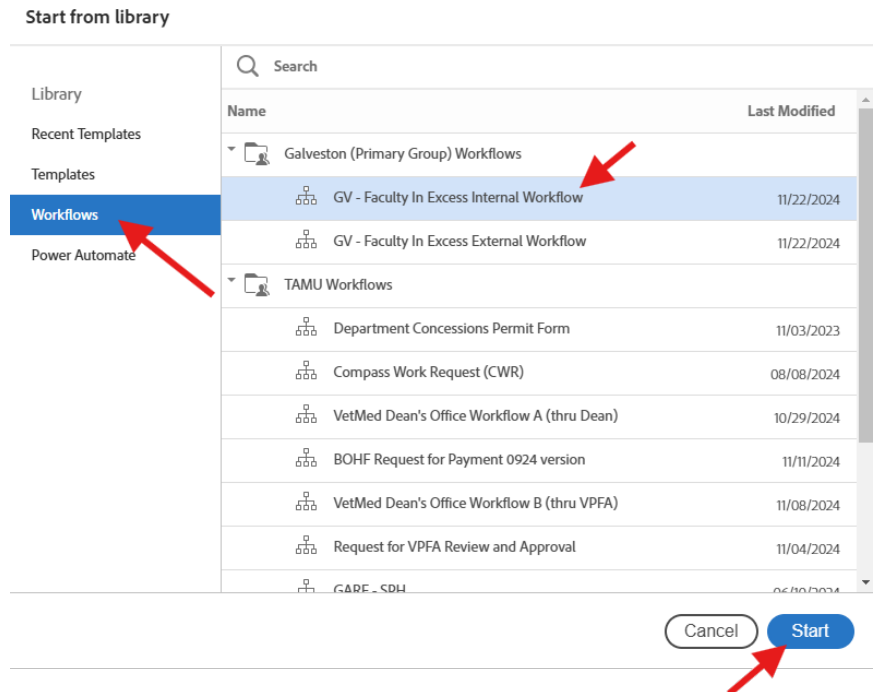 Start from library
Search
Library
Recent Templates
Templates
Workflows
Power Automate
Name Last Modified
Galveston (Primary Group) Workflows
GV - Faculty In Excess Internal Workflow 11/22/2024
GV - Faculty In Excess External Workflow 11/22/2024
TAMU Workflows
Department Concessions Permit Form 11/03/2023
Compass Work Request (CWR) 08/08/2024
VetMed Dean's Office Workflow A (thru Dean) 10/29/2024
BOHF Request for Payment 0924 version 11/11/2024
VetMed Dean's Office Workflow B (thru VPFA) 11/08/2024
Request for VPFA Review and Approval 11/04/2024
Cancel Start